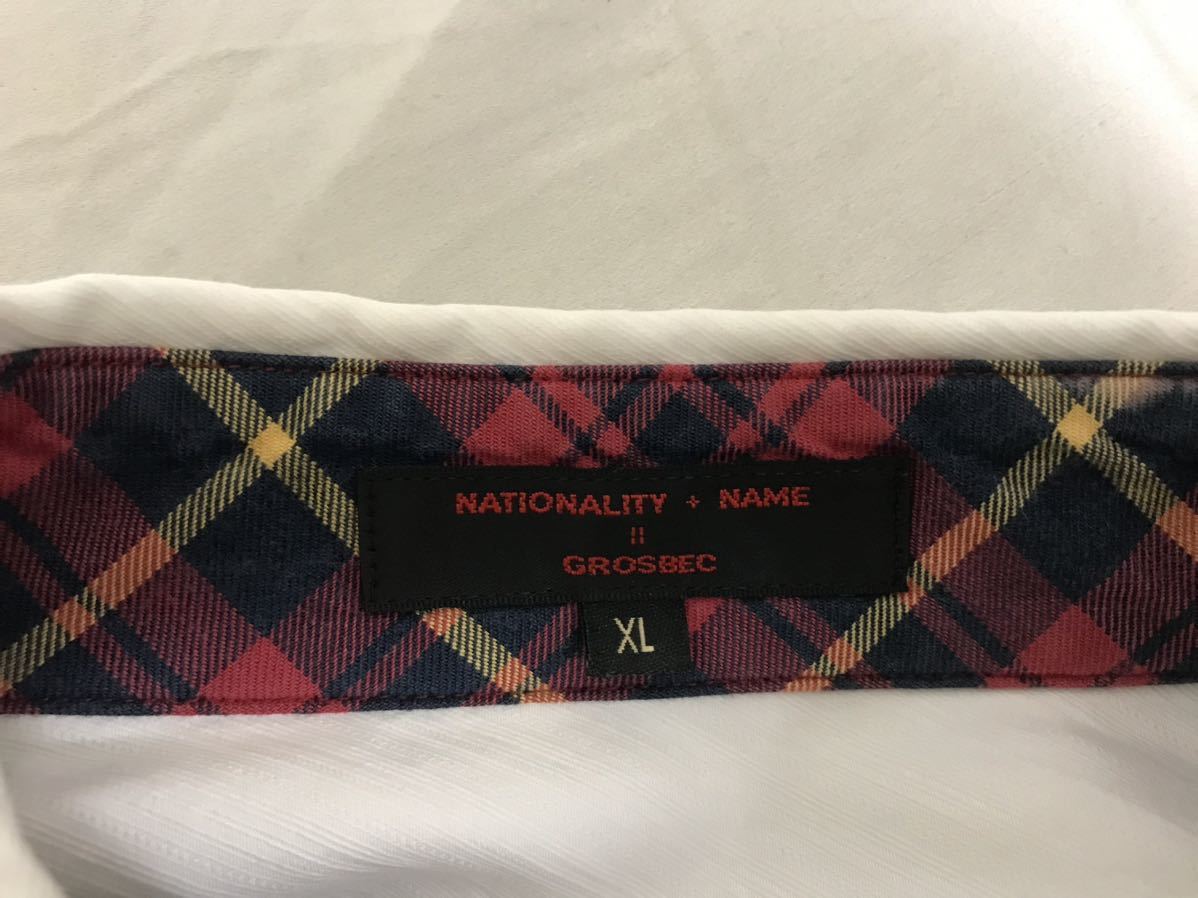 NATIONALITY + NAME
=
GROSBEC
XL